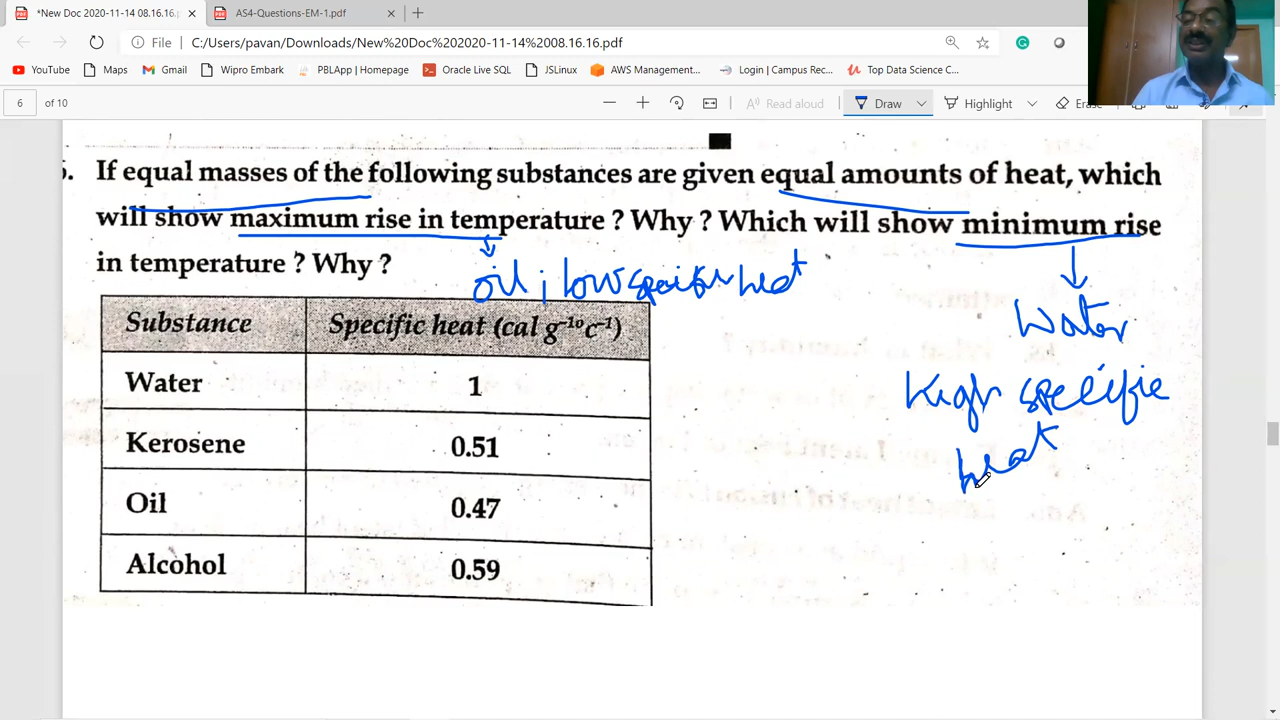 *New Doc 2020-11-14 08.16.16.p
AS4-Questions-EM-1.pdf
File
C:/Users/pavan/Downloads/New%20Doc%202020-11-14%2008.16.16.pdf
YouTube
Maps
Gmail
Wipro Embark
PBLApp | Homepage
Oracle Live SQL
JSLinux
AWS Management...
Login | Campus Rec...
Top Data Science C...
6 of 10
Read aloud
Draw
Highlight
Erase
If equal masses of the following substances are given equal amounts of heat, which
will show maximum rise in temperature ? Why ? Which will show minimum rise
in temperature ? Why ?
oil ; low specific heat
Water
High specific
heat
Substance Specific heat (cal g⁻¹⁰c⁻¹)
Water 1
Kerosene 0.51
Oil 0.47
Alcohol 0.59